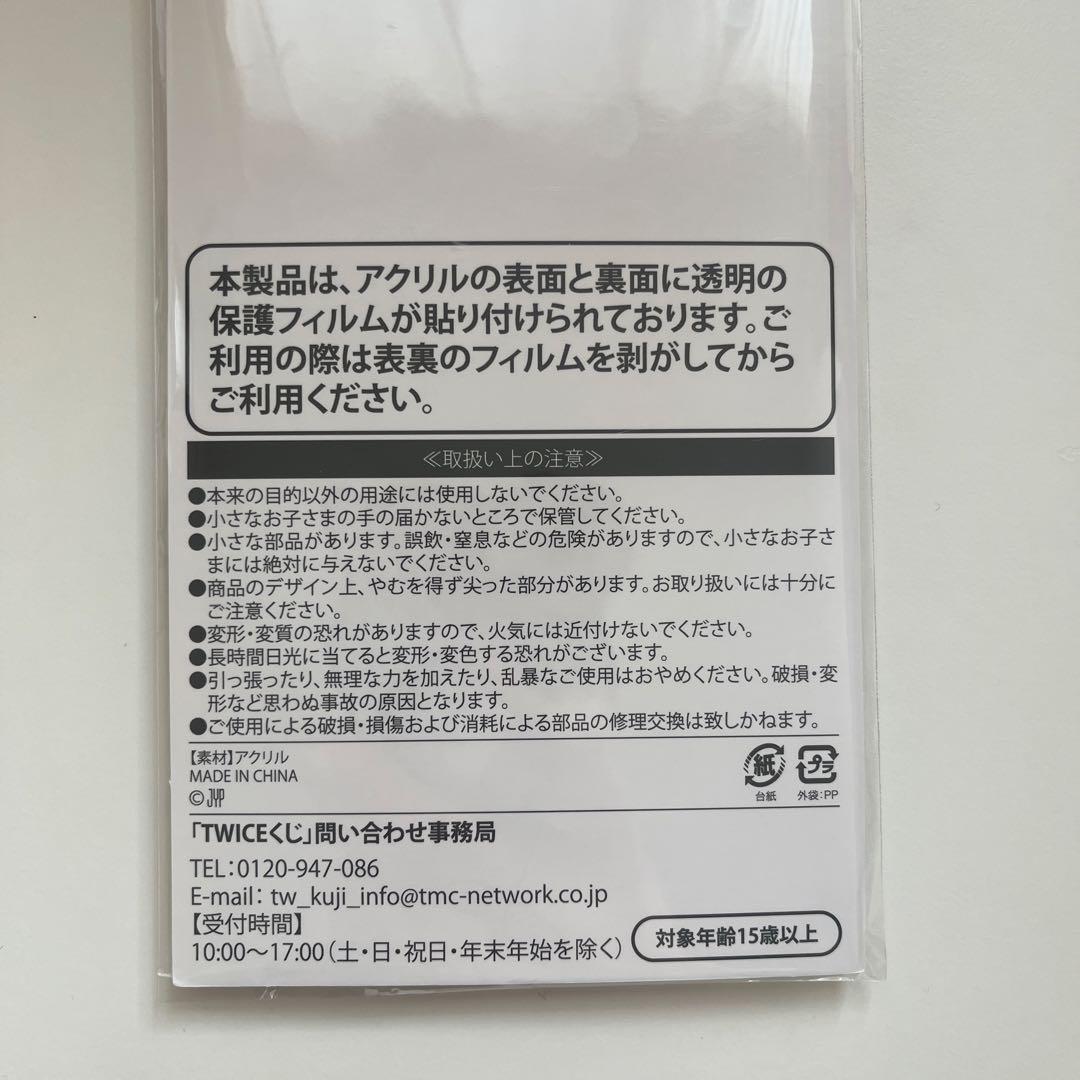 本製品は、アクリルの表面と裏面に透明の
保護フィルムが貼り付けられております。ご
利用の際は表裏のフィルムを剥がしてから
ご利用ください。
≪取扱い上の注意≫
●本来の目的以外の用途には使用しないでください。
●小さなお子さまの手の届かないところで保管してください。
●小さな部品があります。誤飲・窒息などの危険がありますので、小さなお子さ
まには絶対に与えないでください。
●商品のデザイン上、やむを得ず尖った部分があります。お取り扱いには十分に
ご注意ください。
●変形・変質の恐れがありますので、火気には近付けないでください。
●長時間日光に当てると変形・変色する恐れがございます。
●引っ張ったり、無理な力を加えたり、乱暴なご使用はおやめください。破損・変
形など思わぬ事故の原因となります。
●ご使用による破損・損傷および消耗による部品の修理交換は致しかねます。
【素材】アクリル
MADE IN CHINA
© JYP
紙
台紙
プラ
外袋:PP
「TWICEくじ」問い合わせ事務局
TEL:0120-947-086
E-mail: tw_kuji_info@tmc-network.co.jp
【受付時間】
10:00〜17:00(土・日・祝日・年末年始を除く)
対象年齢15歳以上